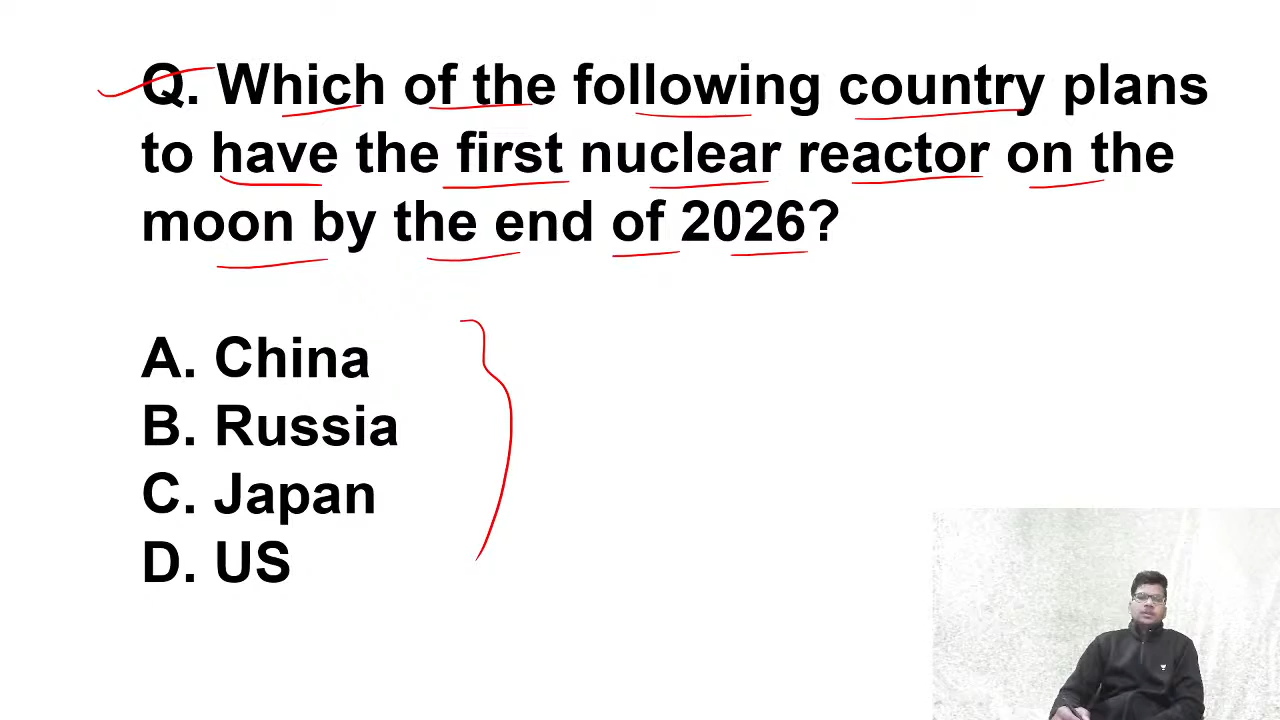 Q. Which of the following country plans
to have the first nuclear reactor on the
moon by the end of 2026?
A. China
B. Russia
C. Japan
D. US